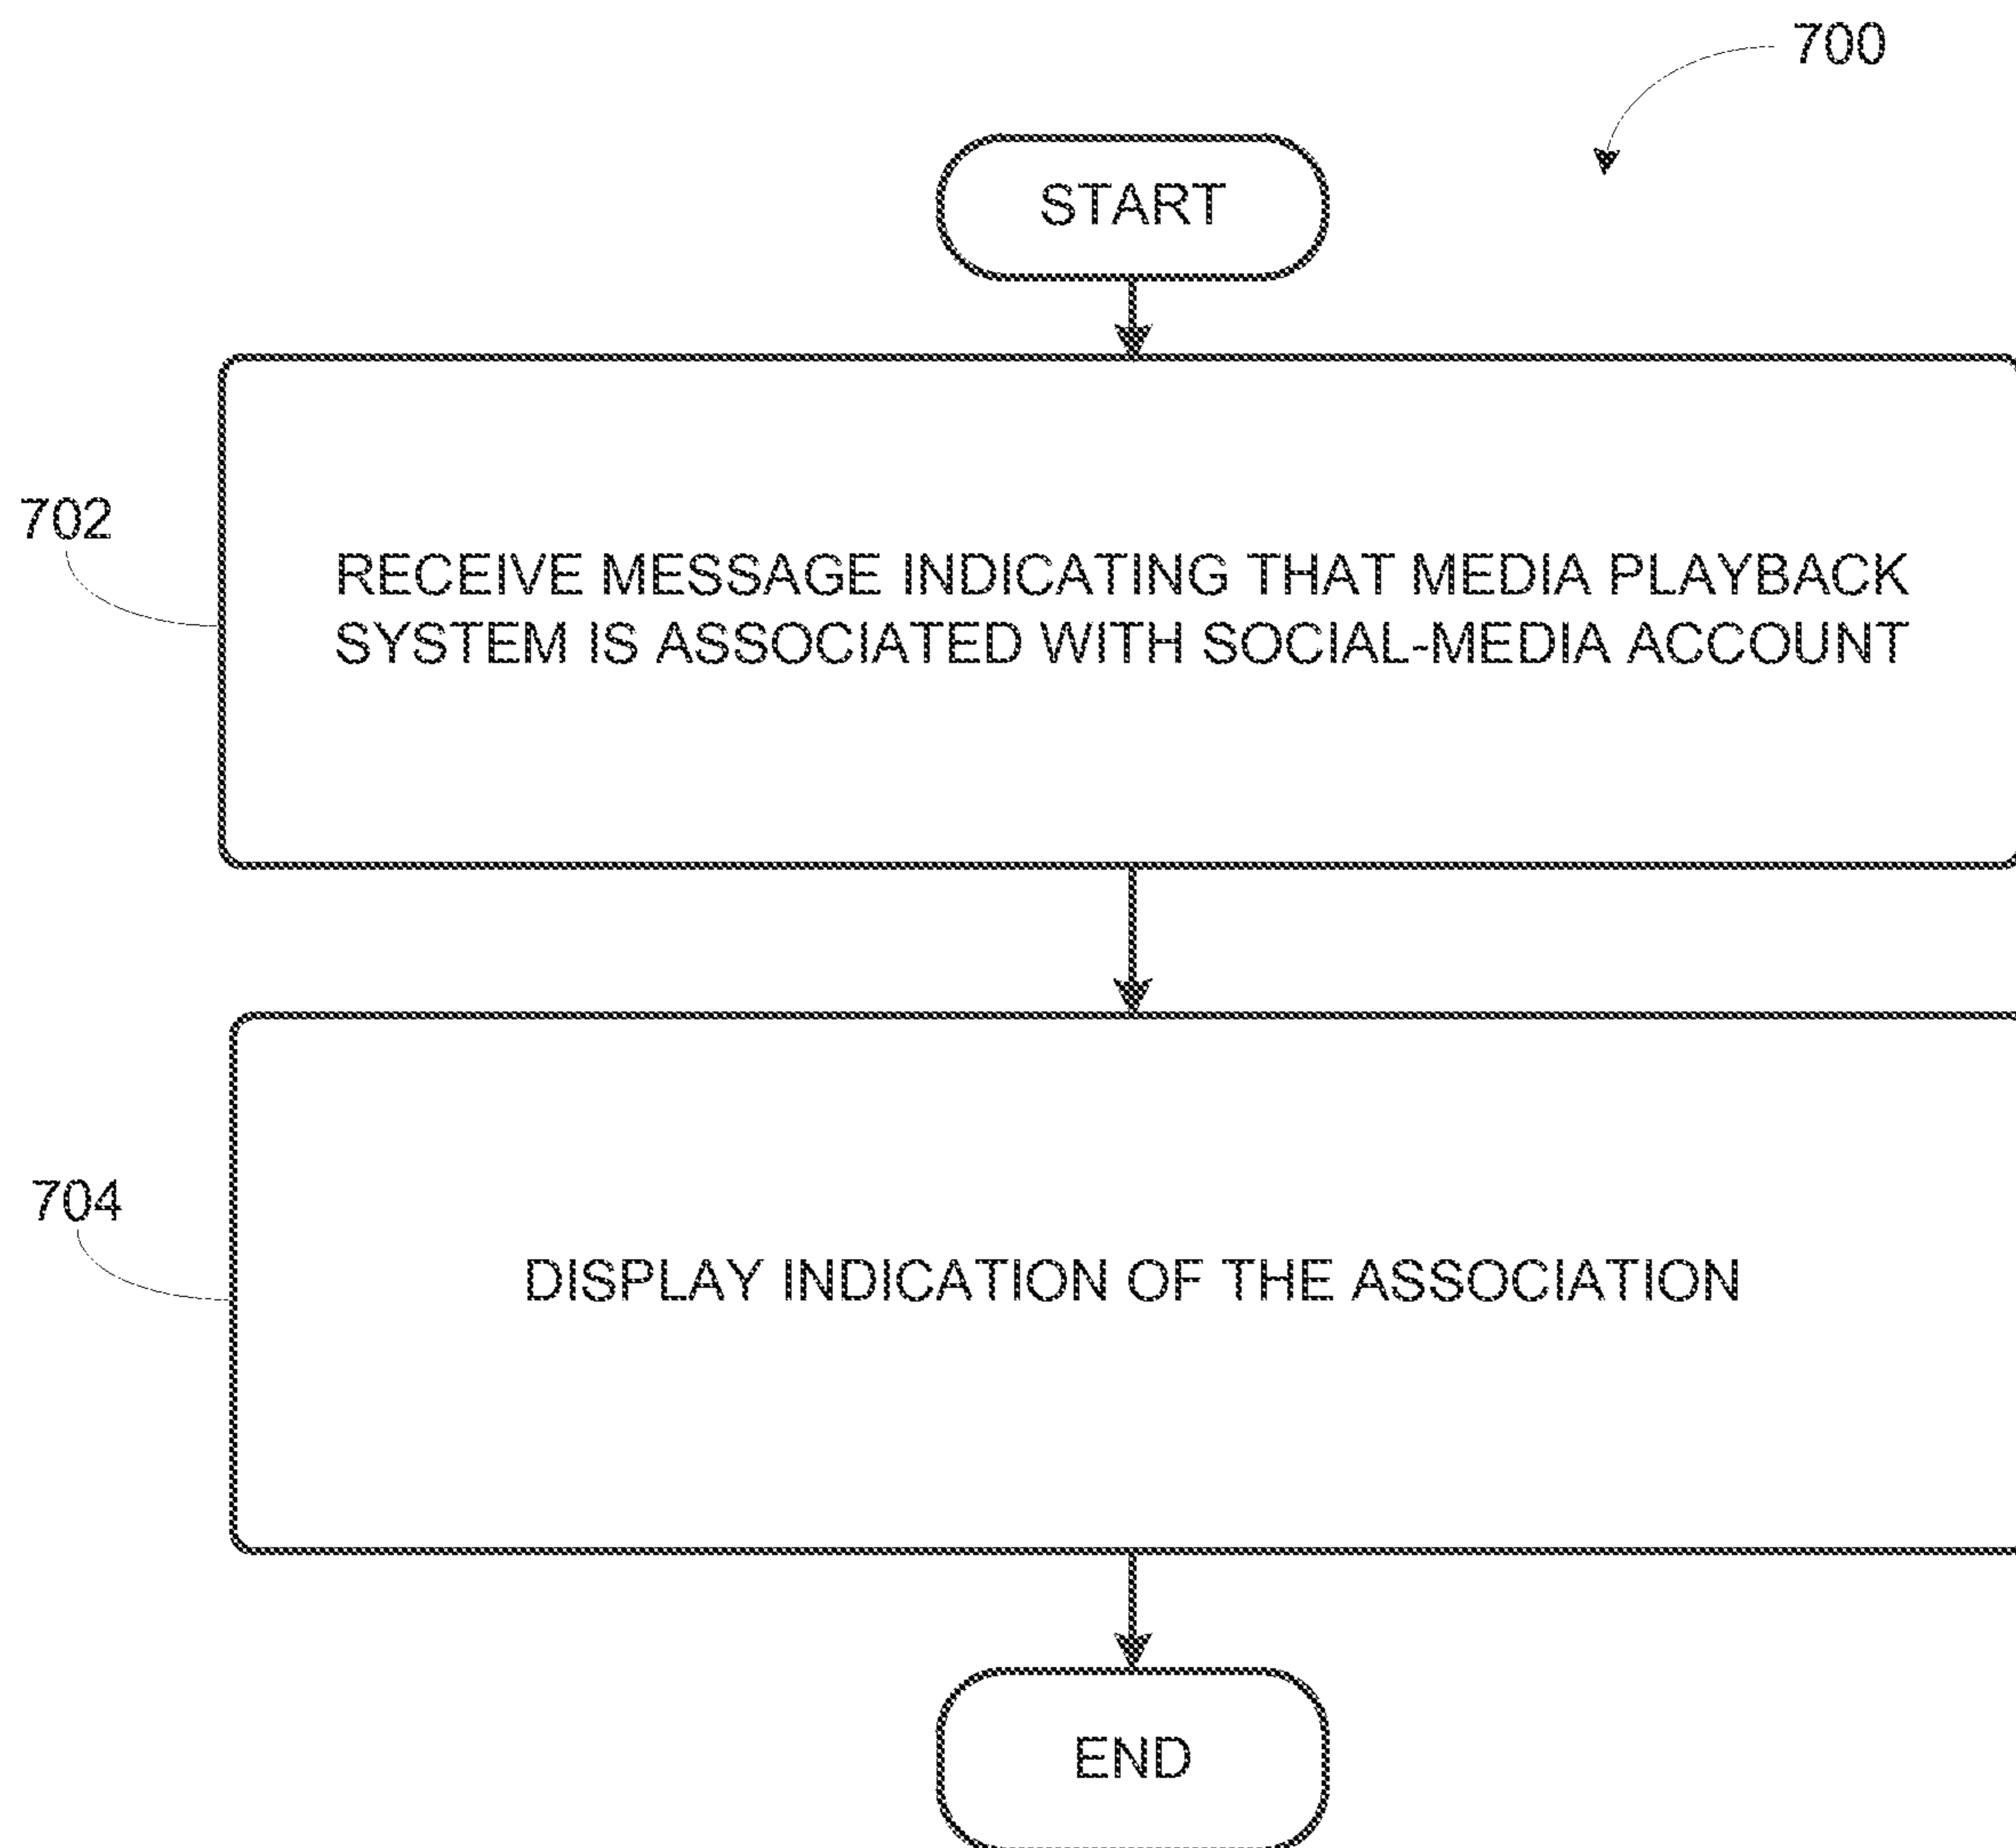 700
START
702
RECEIVE MESSAGE INDICATING THAT MEDIA PLAYBACK
SYSTEM IS ASSOCIATED WITH SOCIAL-MEDIA ACCOUNT
704
DISPLAY INDICATION OF THE ASSOCIATION
END